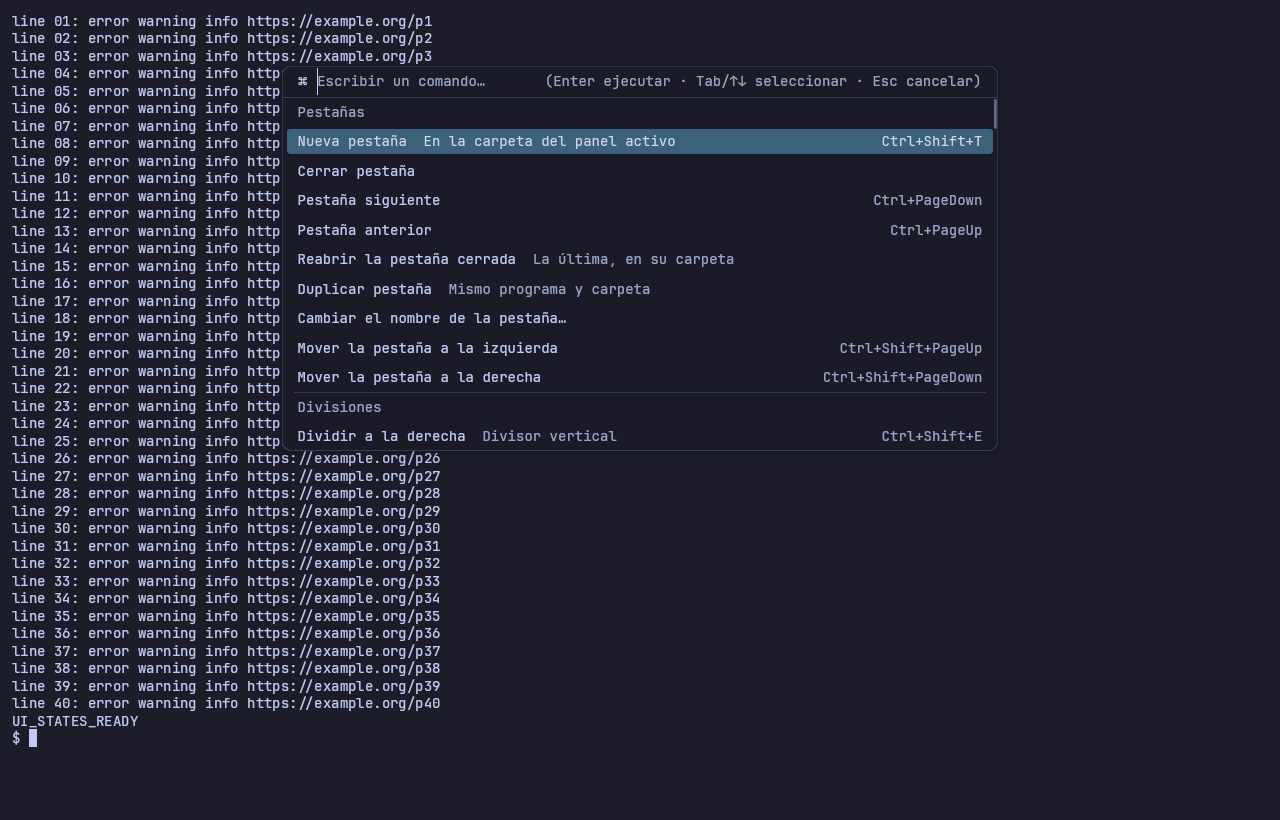 line 01: error warning info https://example.org/p1
line 02: error warning info https://example.org/p2
line 03: error warning info https://example.org/p3
line 04: error warning info http
line 05: error warning info http
line 06: error warning info http
line 07: error warning info http
line 08: error warning info http
line 09: error warning info http
line 10: error warning info http
line 11: error warning info http
line 12: error warning info http
line 13: error warning info http
line 14: error warning info http
line 15: error warning info http
line 16: error warning info http
line 17: error warning info http
line 18: error warning info http
line 19: error warning info http
line 20: error warning info http
line 21: error warning info http
line 22: error warning info http
line 23: error warning info http
line 24: error warning info http
line 25: error warning info http
line 26: error warning info https://example.org/p26
line 27: error warning info https://example.org/p27
line 28: error warning info https://example.org/p28
line 29: error warning info https://example.org/p29
line 30: error warning info https://example.org/p30
line 31: error warning info https://example.org/p31
line 32: error warning info https://example.org/p32
line 33: error warning info https://example.org/p33
line 34: error warning info https://example.org/p34
line 35: error warning info https://example.org/p35
line 36: error warning info https://example.org/p36
line 37: error warning info https://example.org/p37
line 38: error warning info https://example.org/p38
line 39: error warning info https://example.org/p39
line 40: error warning info https://example.org/p40
UI_STATES_READY
$
⌘ Escribir un comando… (Enter ejecutar · Tab/↑↓ seleccionar · Esc cancelar)
Pestañas
Nueva pestaña En la carpeta del panel activo Ctrl+Shift+T
Cerrar pestaña
Pestaña siguiente Ctrl+PageDown
Pestaña anterior Ctrl+PageUp
Reabrir la pestaña cerrada La última, en su carpeta
Duplicar pestaña Mismo programa y carpeta
Cambiar el nombre de la pestaña…
Mover la pestaña a la izquierda Ctrl+Shift+PageUp
Mover la pestaña a la derecha Ctrl+Shift+PageDown
Divisiones
Dividir a la derecha Divisor vertical Ctrl+Shift+E